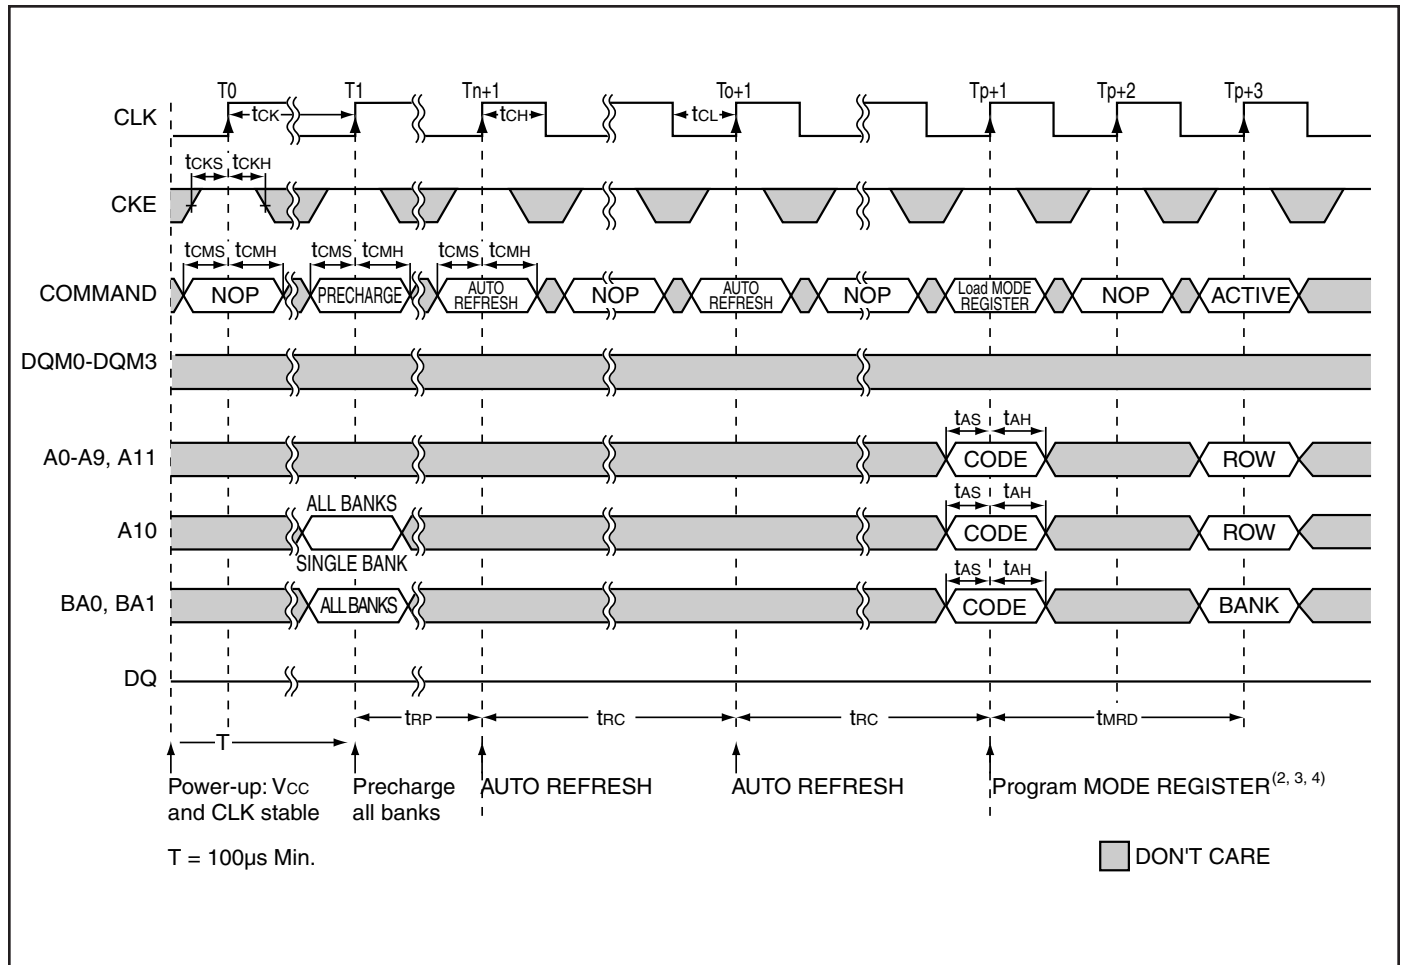 T0 T1 Tn+1 To+1 Tp+1 Tp+2 Tp+3
CLK tCK tCH tCL
tCKS tCKH
CKE
tCMS tCMH tCMS tCMH tCMS tCMH
COMMAND NOP PRECHARGE AUTO REFRESH NOP AUTO REFRESH NOP Load MODE REGISTER NOP ACTIVE
DQM0-DQM3
tAS tAH
A0-A9, A11 CODE ROW
ALL BANKS tAS tAH
A10 CODE ROW
SINGLE BANK tAS tAH
BA0, BA1 ALL BANKS CODE BANK
DQ
tRP tRC tRC tMRD
T
Power-up: VCC Precharge AUTO REFRESH AUTO REFRESH Program MODE REGISTER(2, 3, 4)
and CLK stable all banks
T = 100µs Min. DON'T CARE